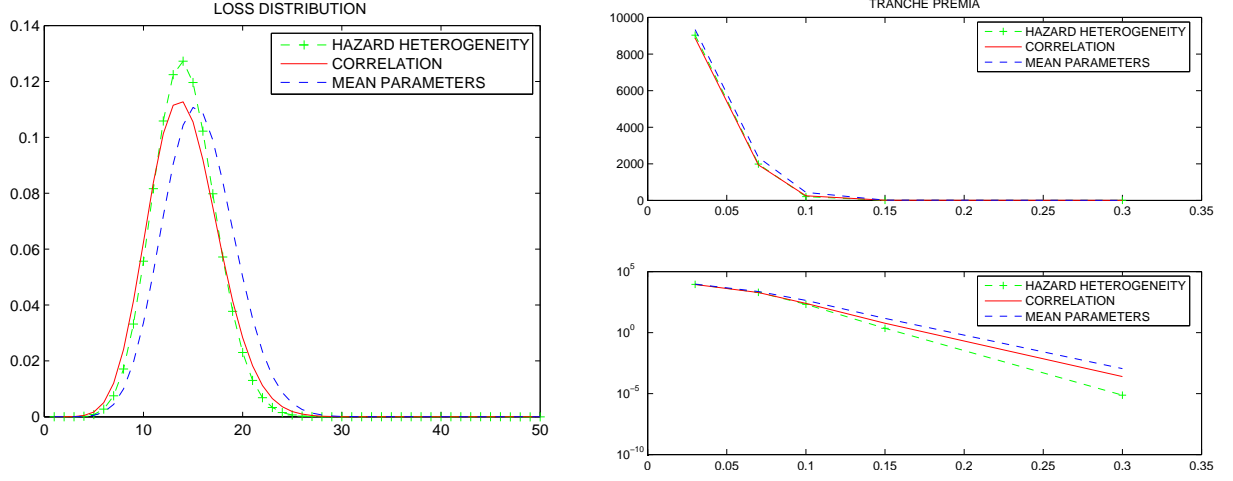 LOSS DISTRIBUTION
0.14
0.12
0.1
0.08
0.06
0.04
0.02
0
0 10 20 30 40 50
HAZARD HETEROGENEITY
CORRELATION
MEAN PARAMETERS
TRANCHE PREMIA
10000
8000
6000
4000
2000
0
0 0.05 0.1 0.15 0.2 0.25 0.3 0.35
HAZARD HETEROGENEITY
CORRELATION
MEAN PARAMETERS
10^5
10^0
10^-5
10^-10
0 0.05 0.1 0.15 0.2 0.25 0.3 0.35
HAZARD HETEROGENEITY
CORRELATION
MEAN PARAMETERS